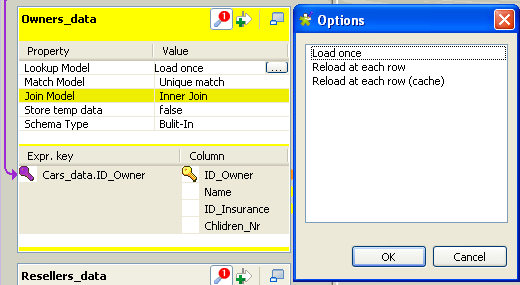 Owners_data
Property Value
Lookup Model Load once ...
Match Model Unique match
Join Model Inner Join
Store temp data false
Schema Type Bulit-In
Expr. key Column
Cars_data.ID_Owner ID_Owner
Name
ID_Insurance
Chlidren_Nr
Resellers_data
Options
Load once
Reload at each row
Reload at each row (cache)
OK Cancel